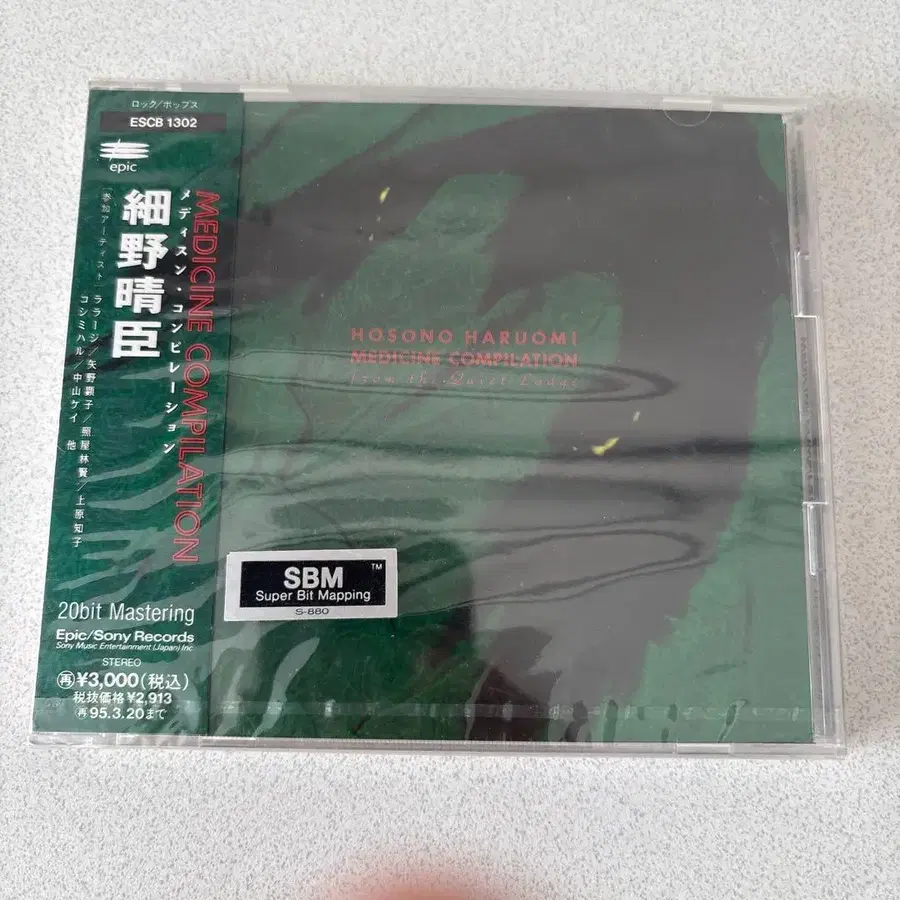 ロック/ポップス
ESCB 1302
epic
MEDICINE COMPILATION
メディスン・コンピレーション
細野晴臣
[参加アーティスト]
ララージ/矢野顕子/照屋林賢/上原知子
コシミハル/中山ケイ 他
20bit Mastering
Epic/Sony Records
Sony Music Entertainment (Japan) Inc
STEREO
再¥3,000(税込)
税抜価格¥2,913
再95.3.20まで
HOSONO HARUOMI
MEDICINE COMPILATION
from the Quiet Lodge
SBM™
Super Bit Mapping
S-880